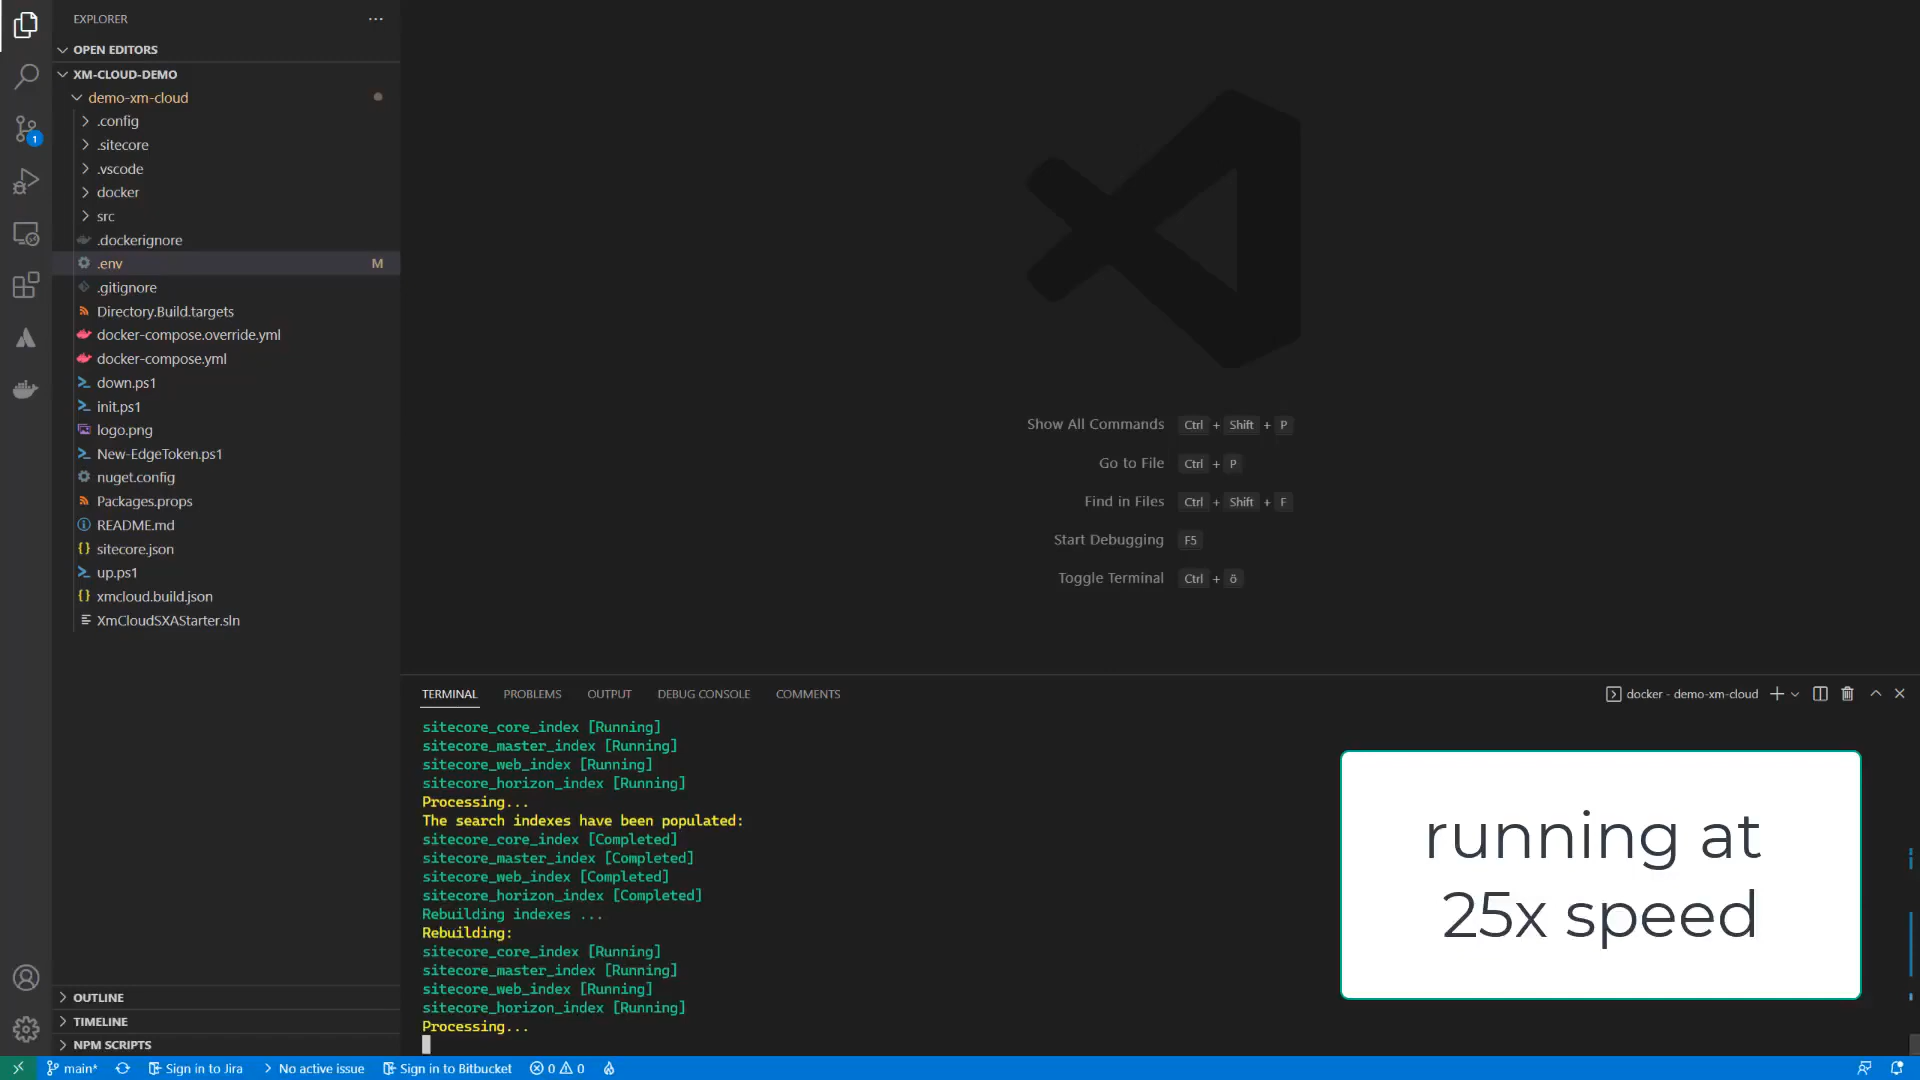 EXPLORER
OPEN EDITORS
XM-CLOUD-DEMO
demo-xm-cloud
.config
.sitecore
.vscode
docker
src
.dockerignore
.env M
.gitignore
Directory.Build.targets
docker-compose.override.yml
docker-compose.yml
down.ps1
init.ps1
logo.png
New-EdgeToken.ps1
nuget.config
Packages.props
README.md
sitecore.json
up.ps1
xmcloud.build.json
XmCloudSXAStarter.sln
OUTLINE
TIMELINE
NPM SCRIPTS
1
Show All Commands Ctrl + Shift + P
Go to File Ctrl + P
Find in Files Ctrl + Shift + F
Start Debugging F5
Toggle Terminal Ctrl + ö
TERMINAL PROBLEMS OUTPUT DEBUG CONSOLE COMMENTS
docker - demo-xm-cloud
sitecore_core_index [Running]
sitecore_master_index [Running]
sitecore_web_index [Running]
sitecore_horizon_index [Running]
Processing...
The search indexes have been populated:
sitecore_core_index [Completed]
sitecore_master_index [Completed]
sitecore_web_index [Completed]
sitecore_horizon_index [Completed]
Rebuilding indexes ...
Rebuilding:
sitecore_core_index [Running]
sitecore_master_index [Running]
sitecore_web_index [Running]
sitecore_horizon_index [Running]
Processing...
running at
25x speed
main* Sign in to Jira No active issue Sign in to Bitbucket 0 0